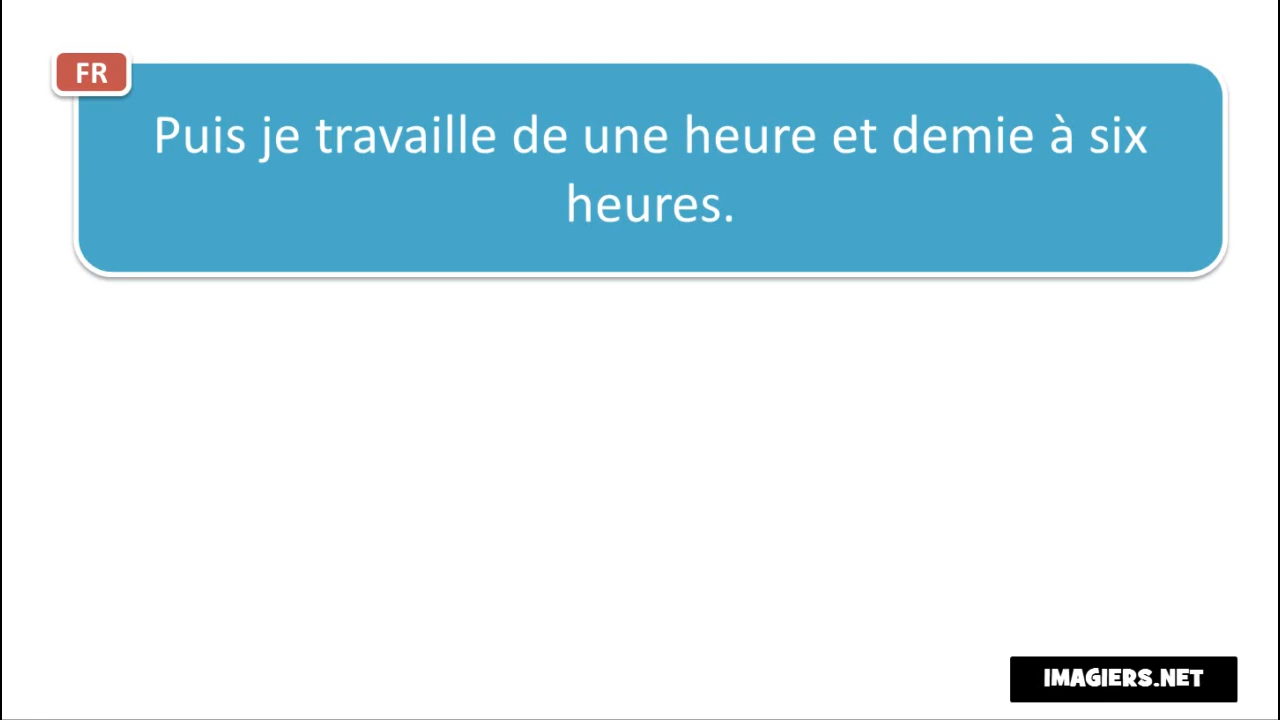 FR
Puis je travaille de une heure et demie à six
heures.
IMAGIERS.NET